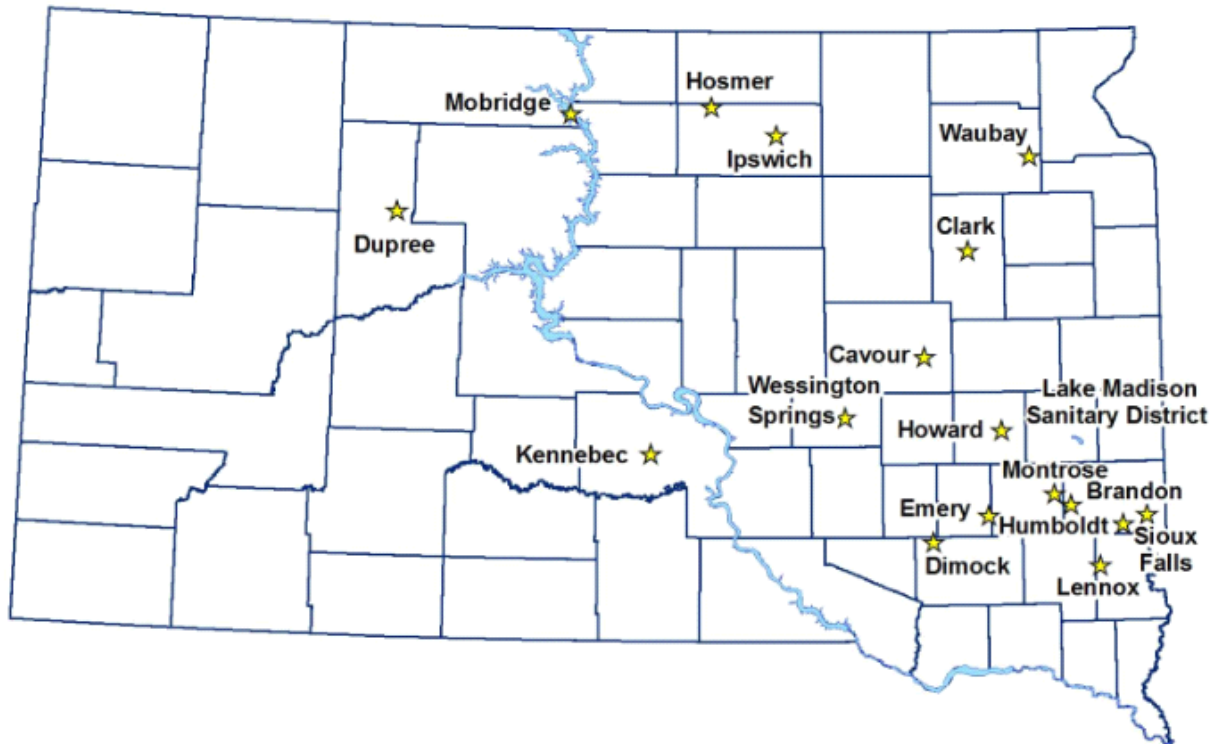 Hosmer
Mobridge
Waubay
Ipswich
Clark
Dupree
Cavour
Wessington
Springs
Lake Madison
Sanitary District
Howard
Kennebec
Montrose
Brandon
Emery
Humboldt
Sioux
Falls
Dimock
Lennox